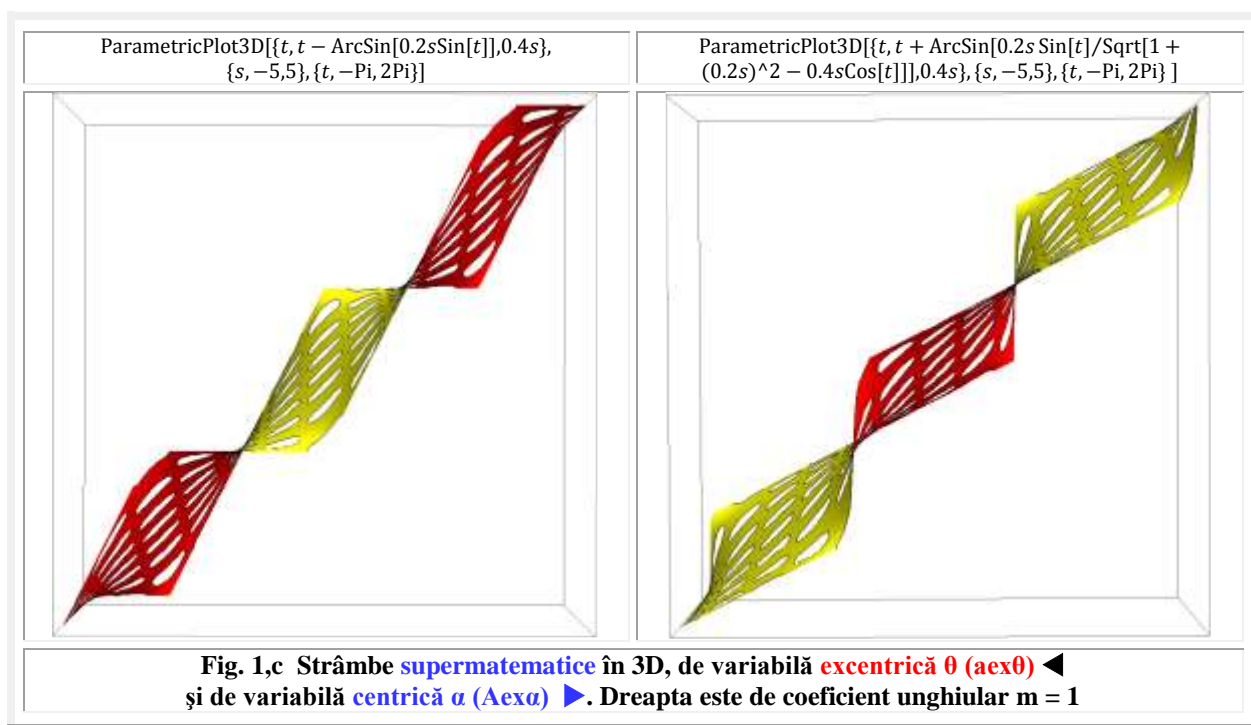 ParametricPlot3D[{t, t − ArcSin[0.2sSin[t]],0.4s},
{s, −5,5}, {t, −Pi, 2Pi}]
ParametricPlot3D[{t, t + ArcSin[0.2s Sin[t]/Sqrt[1 +
(0.2s)^2 − 0.4sCos[t]]],0.4s}, {s, −5,5}, {t, −Pi, 2Pi} ]
Fig. 1,c Strâmbe supermatematice în 3D, de variabilă excentrică θ (aexθ) ◄
şi de variabilă centrică α (Aexα) ►. Dreapta este de coeficient unghiular m = 1